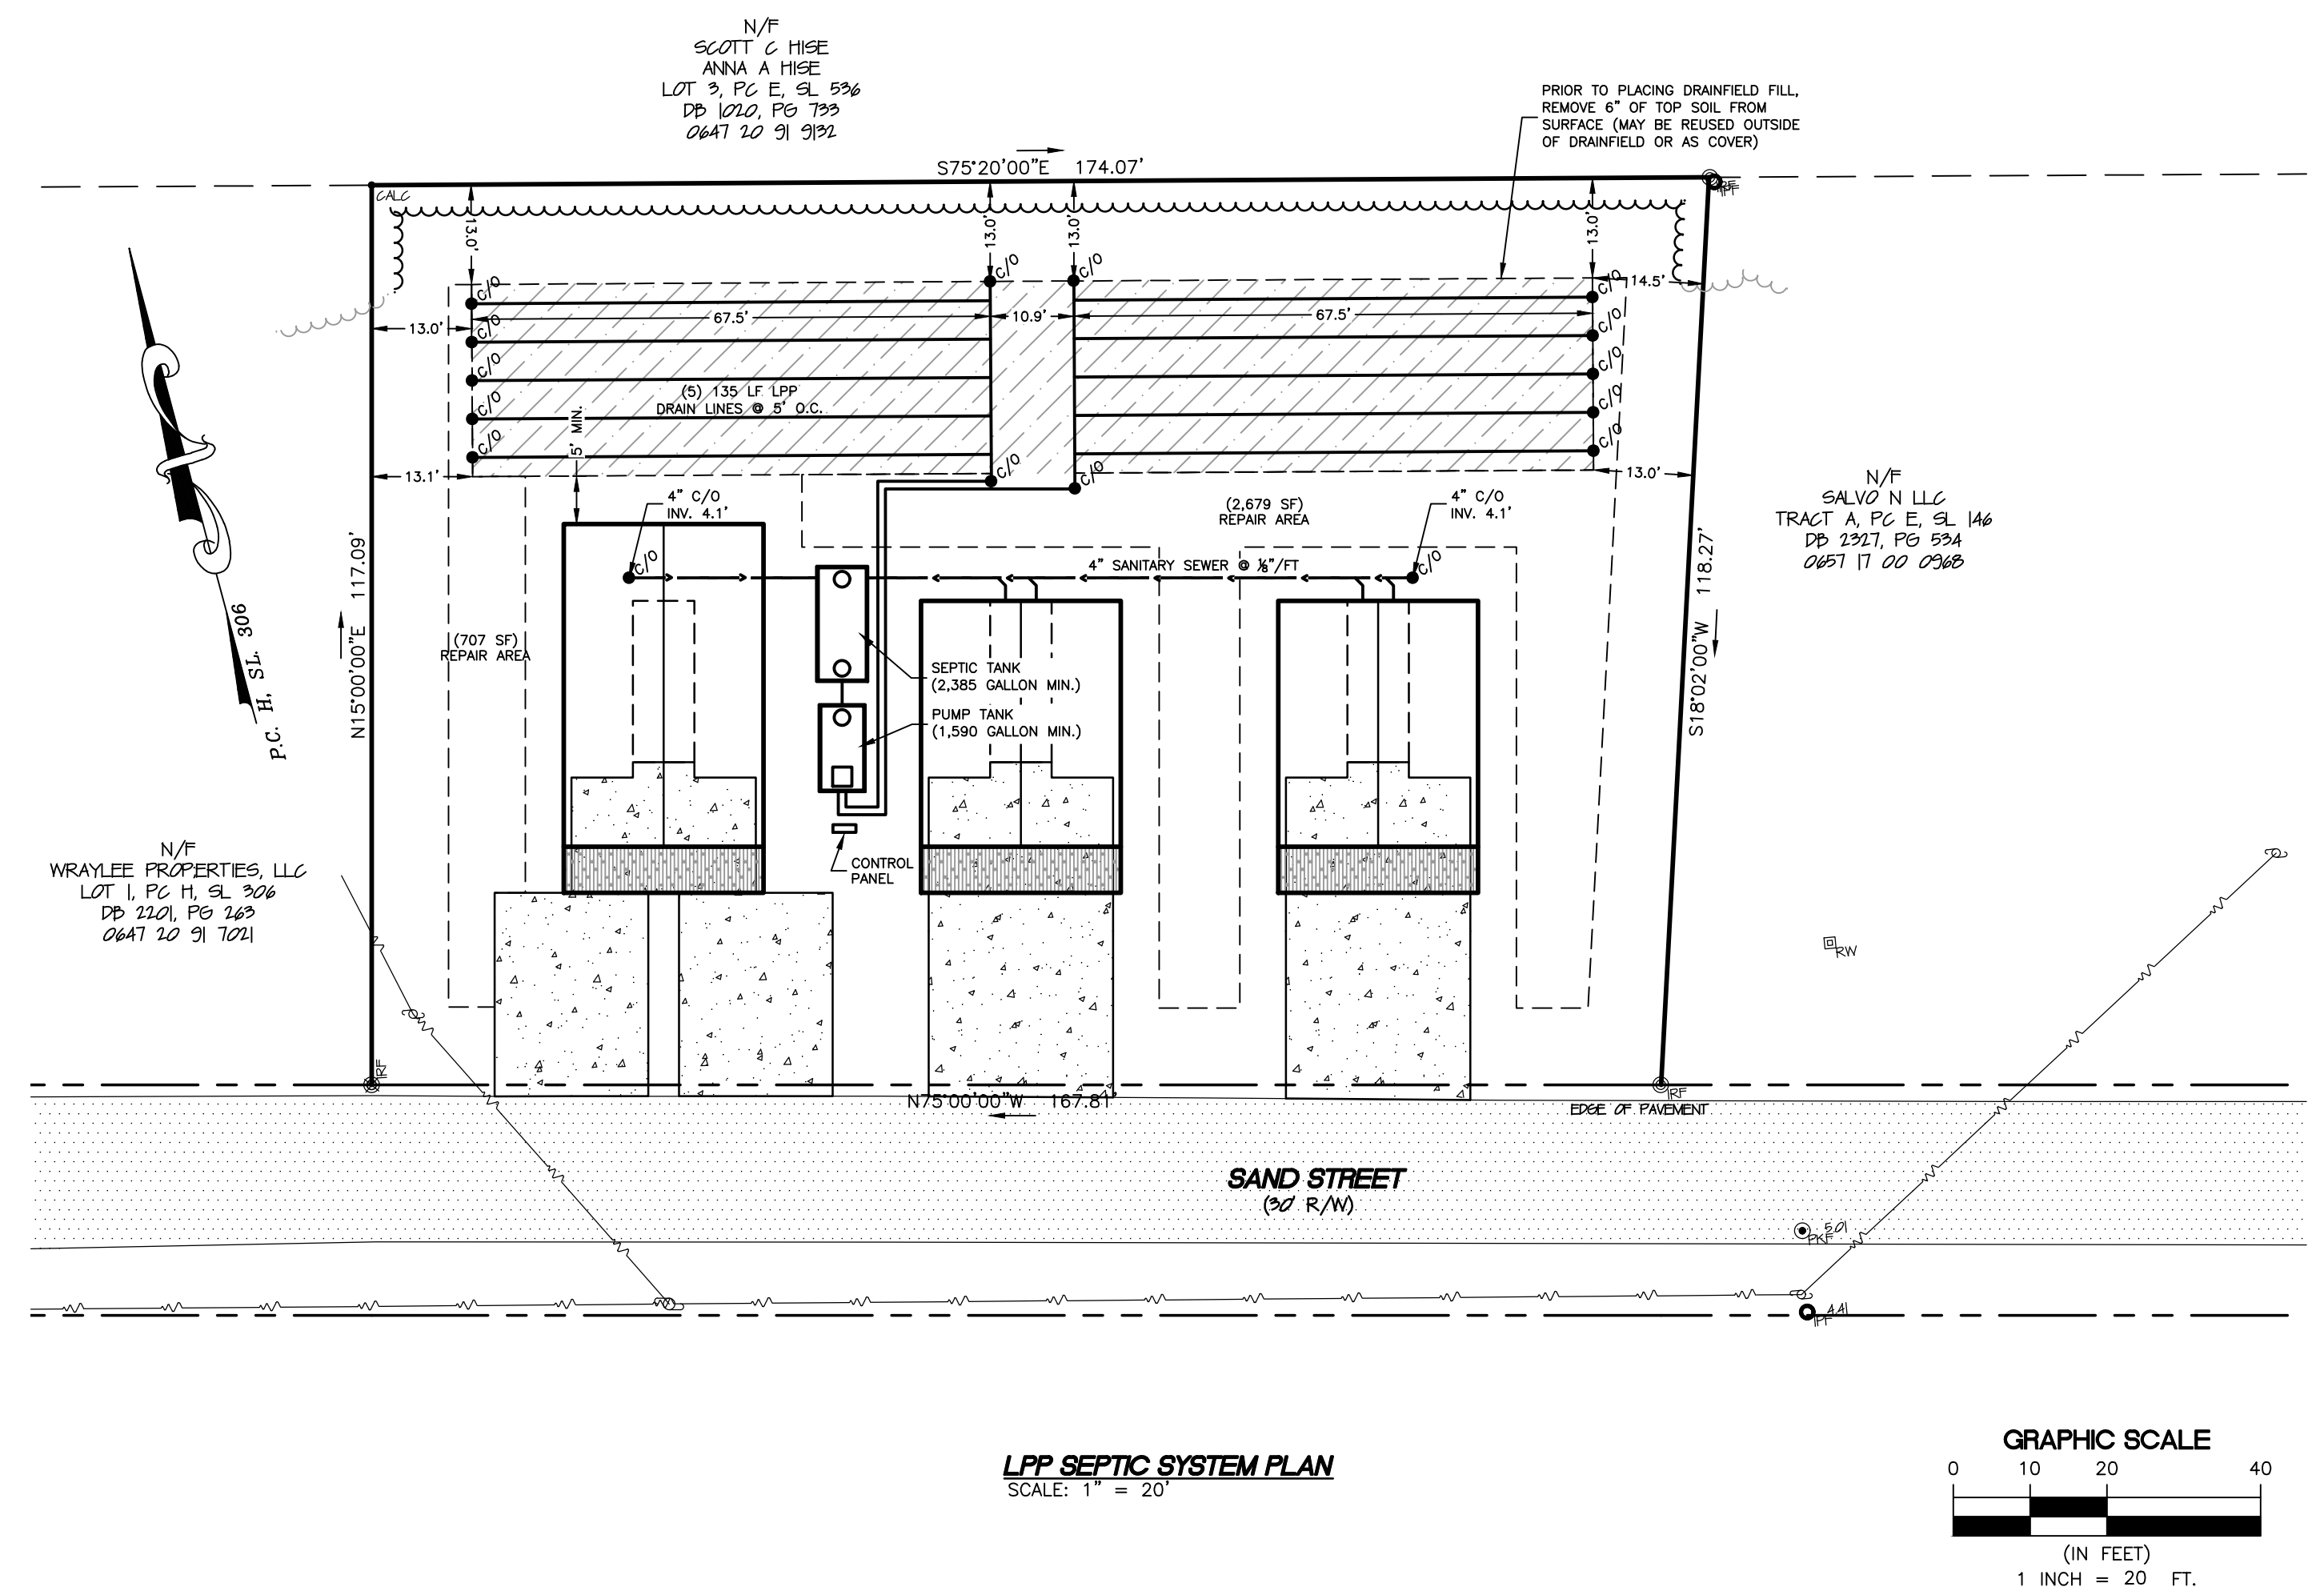 N/F
SCOTT C HISE
ANNA A HISE
LOT 3, PC E, SL 536
DB 1020, PG 733
0647 20 91 9132
PRIOR TO PLACING DRAINFIELD FILL,
REMOVE 6" OF TOP SOIL FROM
SURFACE (MAY BE REUSED OUTSIDE
OF DRAINFIELD OR AS COVER)
S75°20'00"E 174.07'
CALC
IPF
13.0'
13.0'
13.0'
13.0'
C/O
C/O
C/O
C/O
14.5'
13.0'
67.5'
10.9'
67.5'
C/O
C/O
C/O
C/O
C/O
C/O
(5) 135 LF LPP
DRAIN LINES @ 5' O.C.
C/O
C/O
5' MIN.
13.1'
C/O
C/O
13.0'
4" C/O
INV. 4.1'
(2,679 SF)
REPAIR AREA
4" C/O
INV. 4.1'
N/F
SALVO N LLC
TRACT A, PC E, SL 146
DB 2327, PG 534
0657 17 00 0968
C/O
4" SANITARY SEWER @ ⅛"/FT
C/O
N15°00'00"E 117.09'
S18°02'00"W 118.27'
P.C. H, SL. 306
(707 SF)
REPAIR AREA
SEPTIC TANK
(2,385 GALLON MIN.)
PUMP TANK
(1,590 GALLON MIN.)
CONTROL
PANEL
N/F
WRAYLEE PROPERTIES, LLC
LOT 1, PC H, SL 306
DB 2201, PG 263
0647 20 91 7021
RW
IRF
IRF
N75°00'00"W 167.81'
EDGE OF PAVEMENT
SAND STREET
(30' R/W)
5.01
PKF
4.41
IPF
LPP SEPTIC SYSTEM PLAN
SCALE: 1" = 20'
GRAPHIC SCALE
0 10 20 40
(IN FEET)
1 INCH = 20 FT.